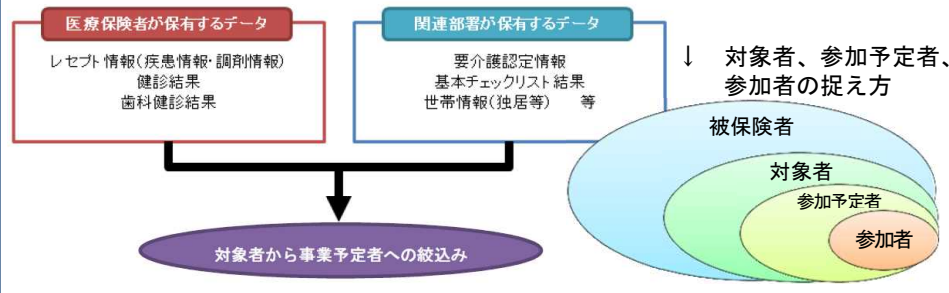 医療保険者が保有するデータ
レセプト情報(疾患情報・調剤情報)
健診結果
歯科健診結果
関連部署が保有するデータ
要介護認定情報
基本チェックリスト結果
世帯情報(独居等) 等
対象者から事業予定者への絞込み
↓ 対象者、参加予定者、
参加者の捉え方
被保険者
対象者
参加予定者
参加者